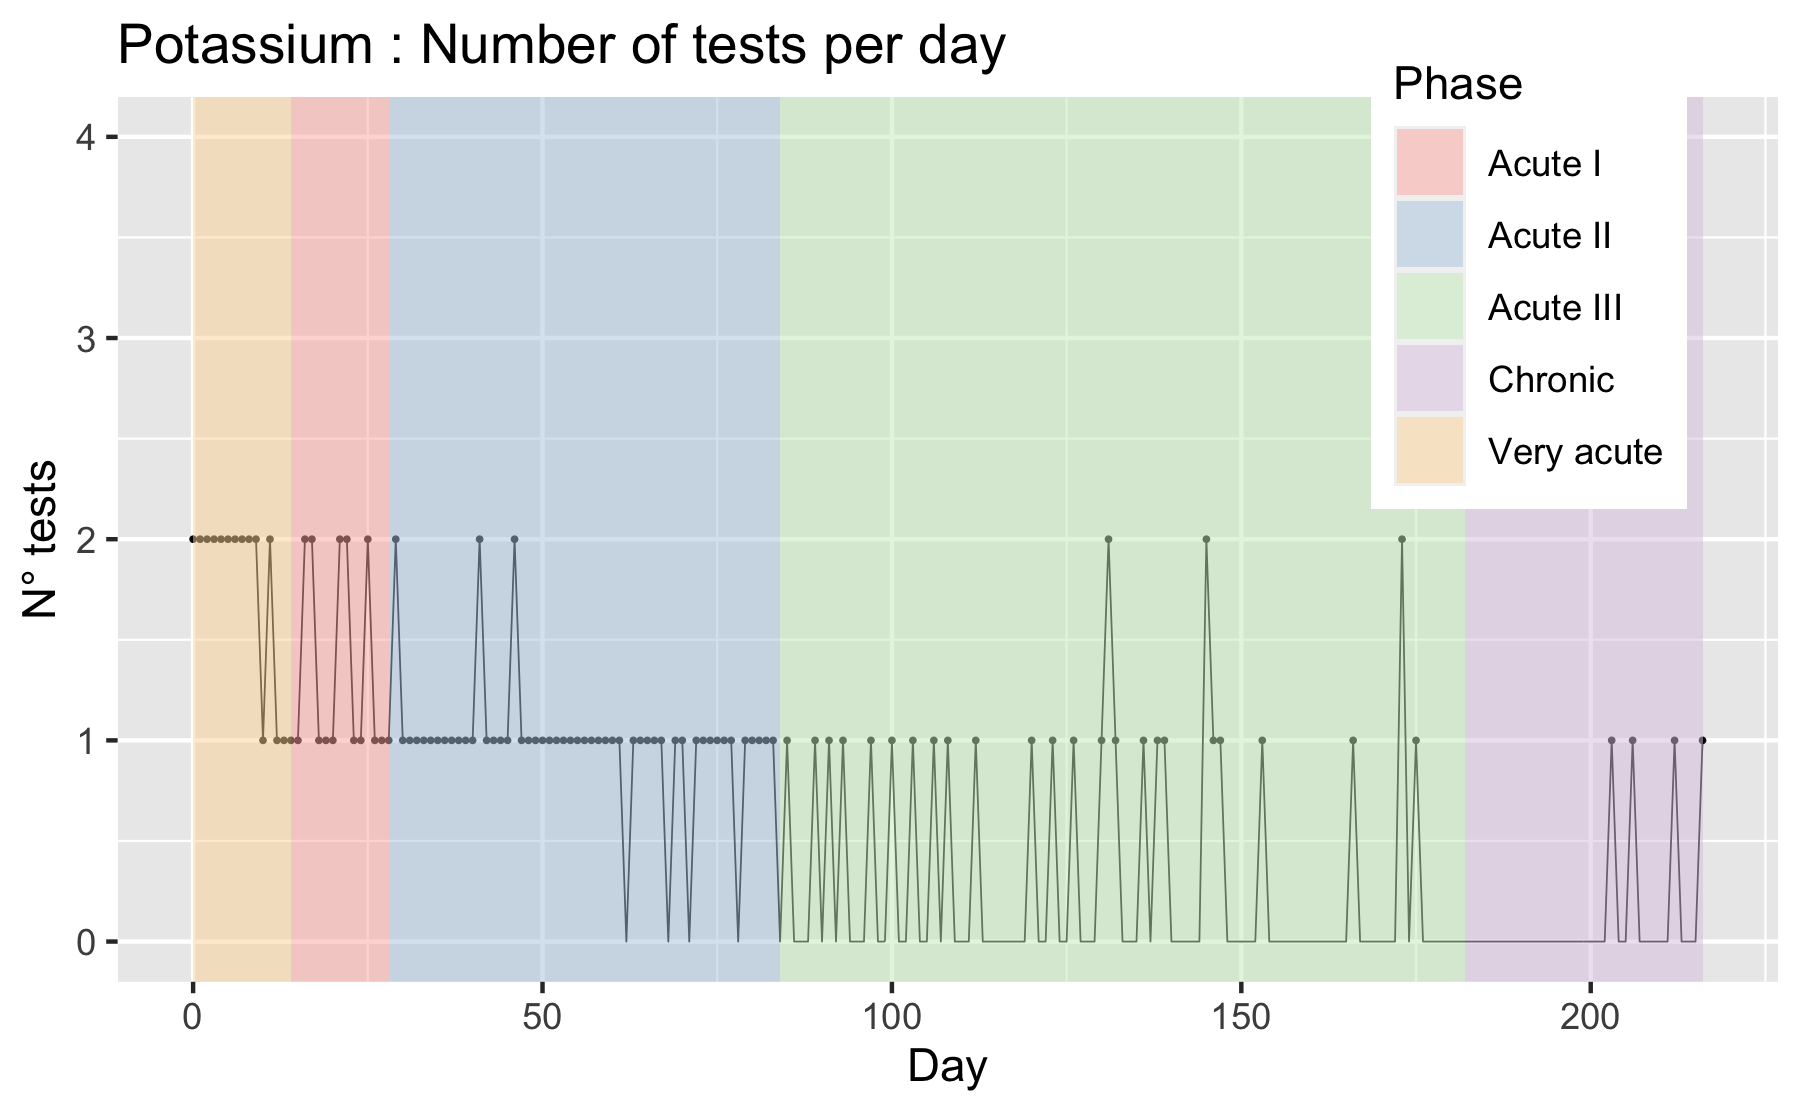 Potassium : Number of tests per day
Phase
Acute I
Acute II
Acute III
Chronic
Very acute
4
3
2
1
0
N° tests
0 50 100 150 200
Day